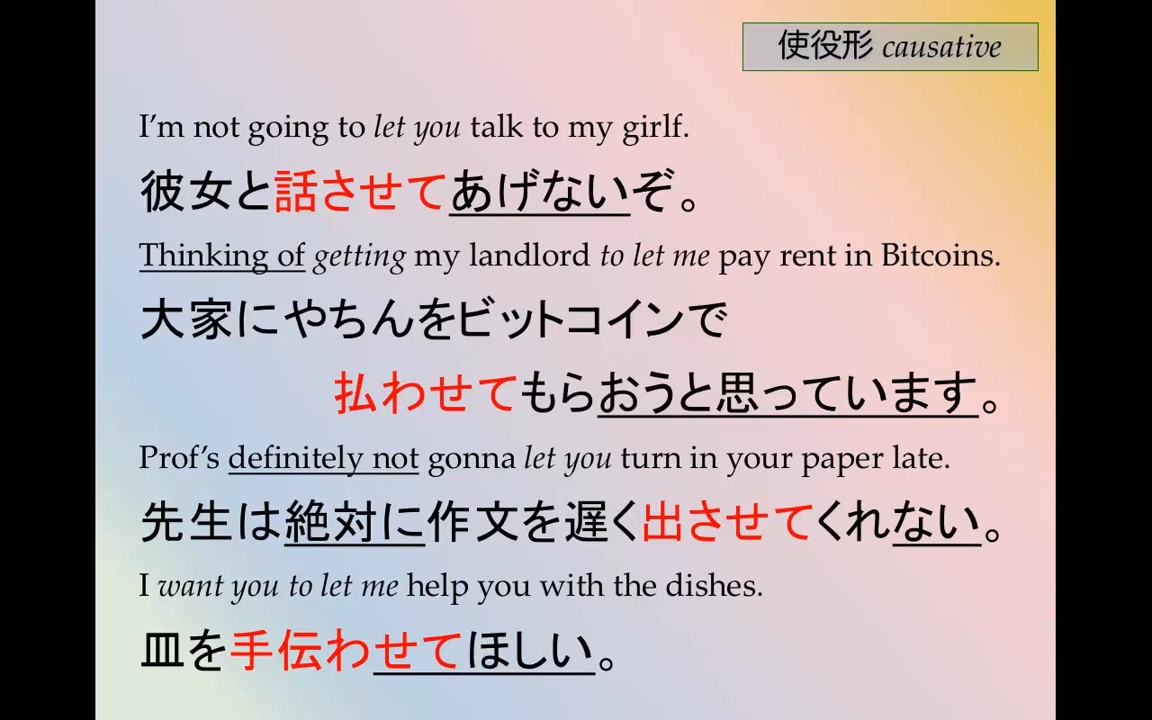 使役形 causative
I'm not going to let you talk to my girlf.
彼女と話させてあげないぞ。
Thinking of getting my landlord to let me pay rent in Bitcoins.
大家にやちんをビットコインで
払わせてもらおうと思っています。
Prof's definitely not gonna let you turn in your paper late.
先生は絶対に作文を遅く出させてくれない。
I want you to let me help you with the dishes.
皿を手伝わせてほしい。